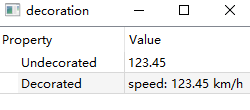 decoration
Property Value
Undecorated 123.45
Decorated speed: 123.45 km/h